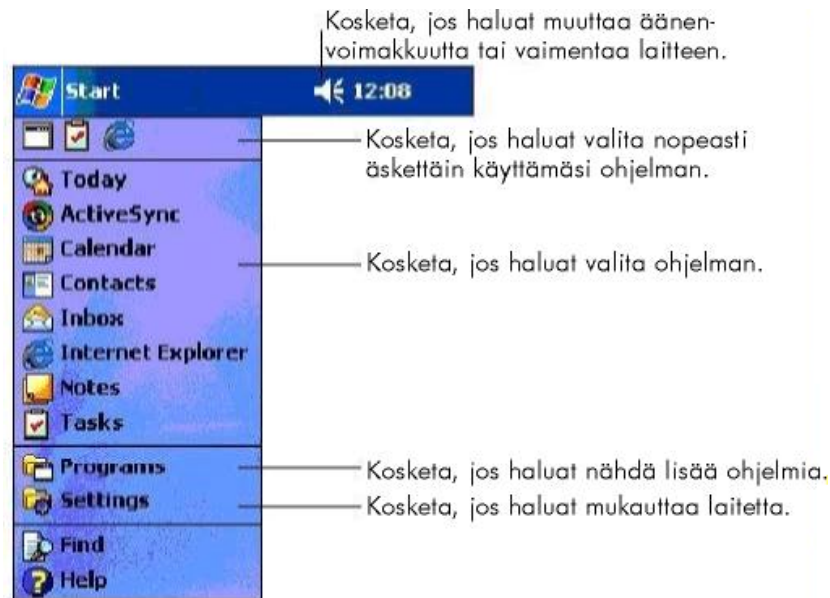 Kosketa, jos haluat muuttaa äänen-
voimakkuutta tai vaimentaa laitteen.
Start 12:08
Kosketa, jos haluat valita nopeasti
äskettäin käyttämäsi ohjelman.
Today
ActiveSync
Calendar
Kosketa, jos haluat valita ohjelman.
Contacts
Inbox
Internet Explorer
Notes
Tasks
Programs
Kosketa, jos haluat nähdä lisää ohjelmia.
Settings
Kosketa, jos haluat mukauttaa laitetta.
Find
Help